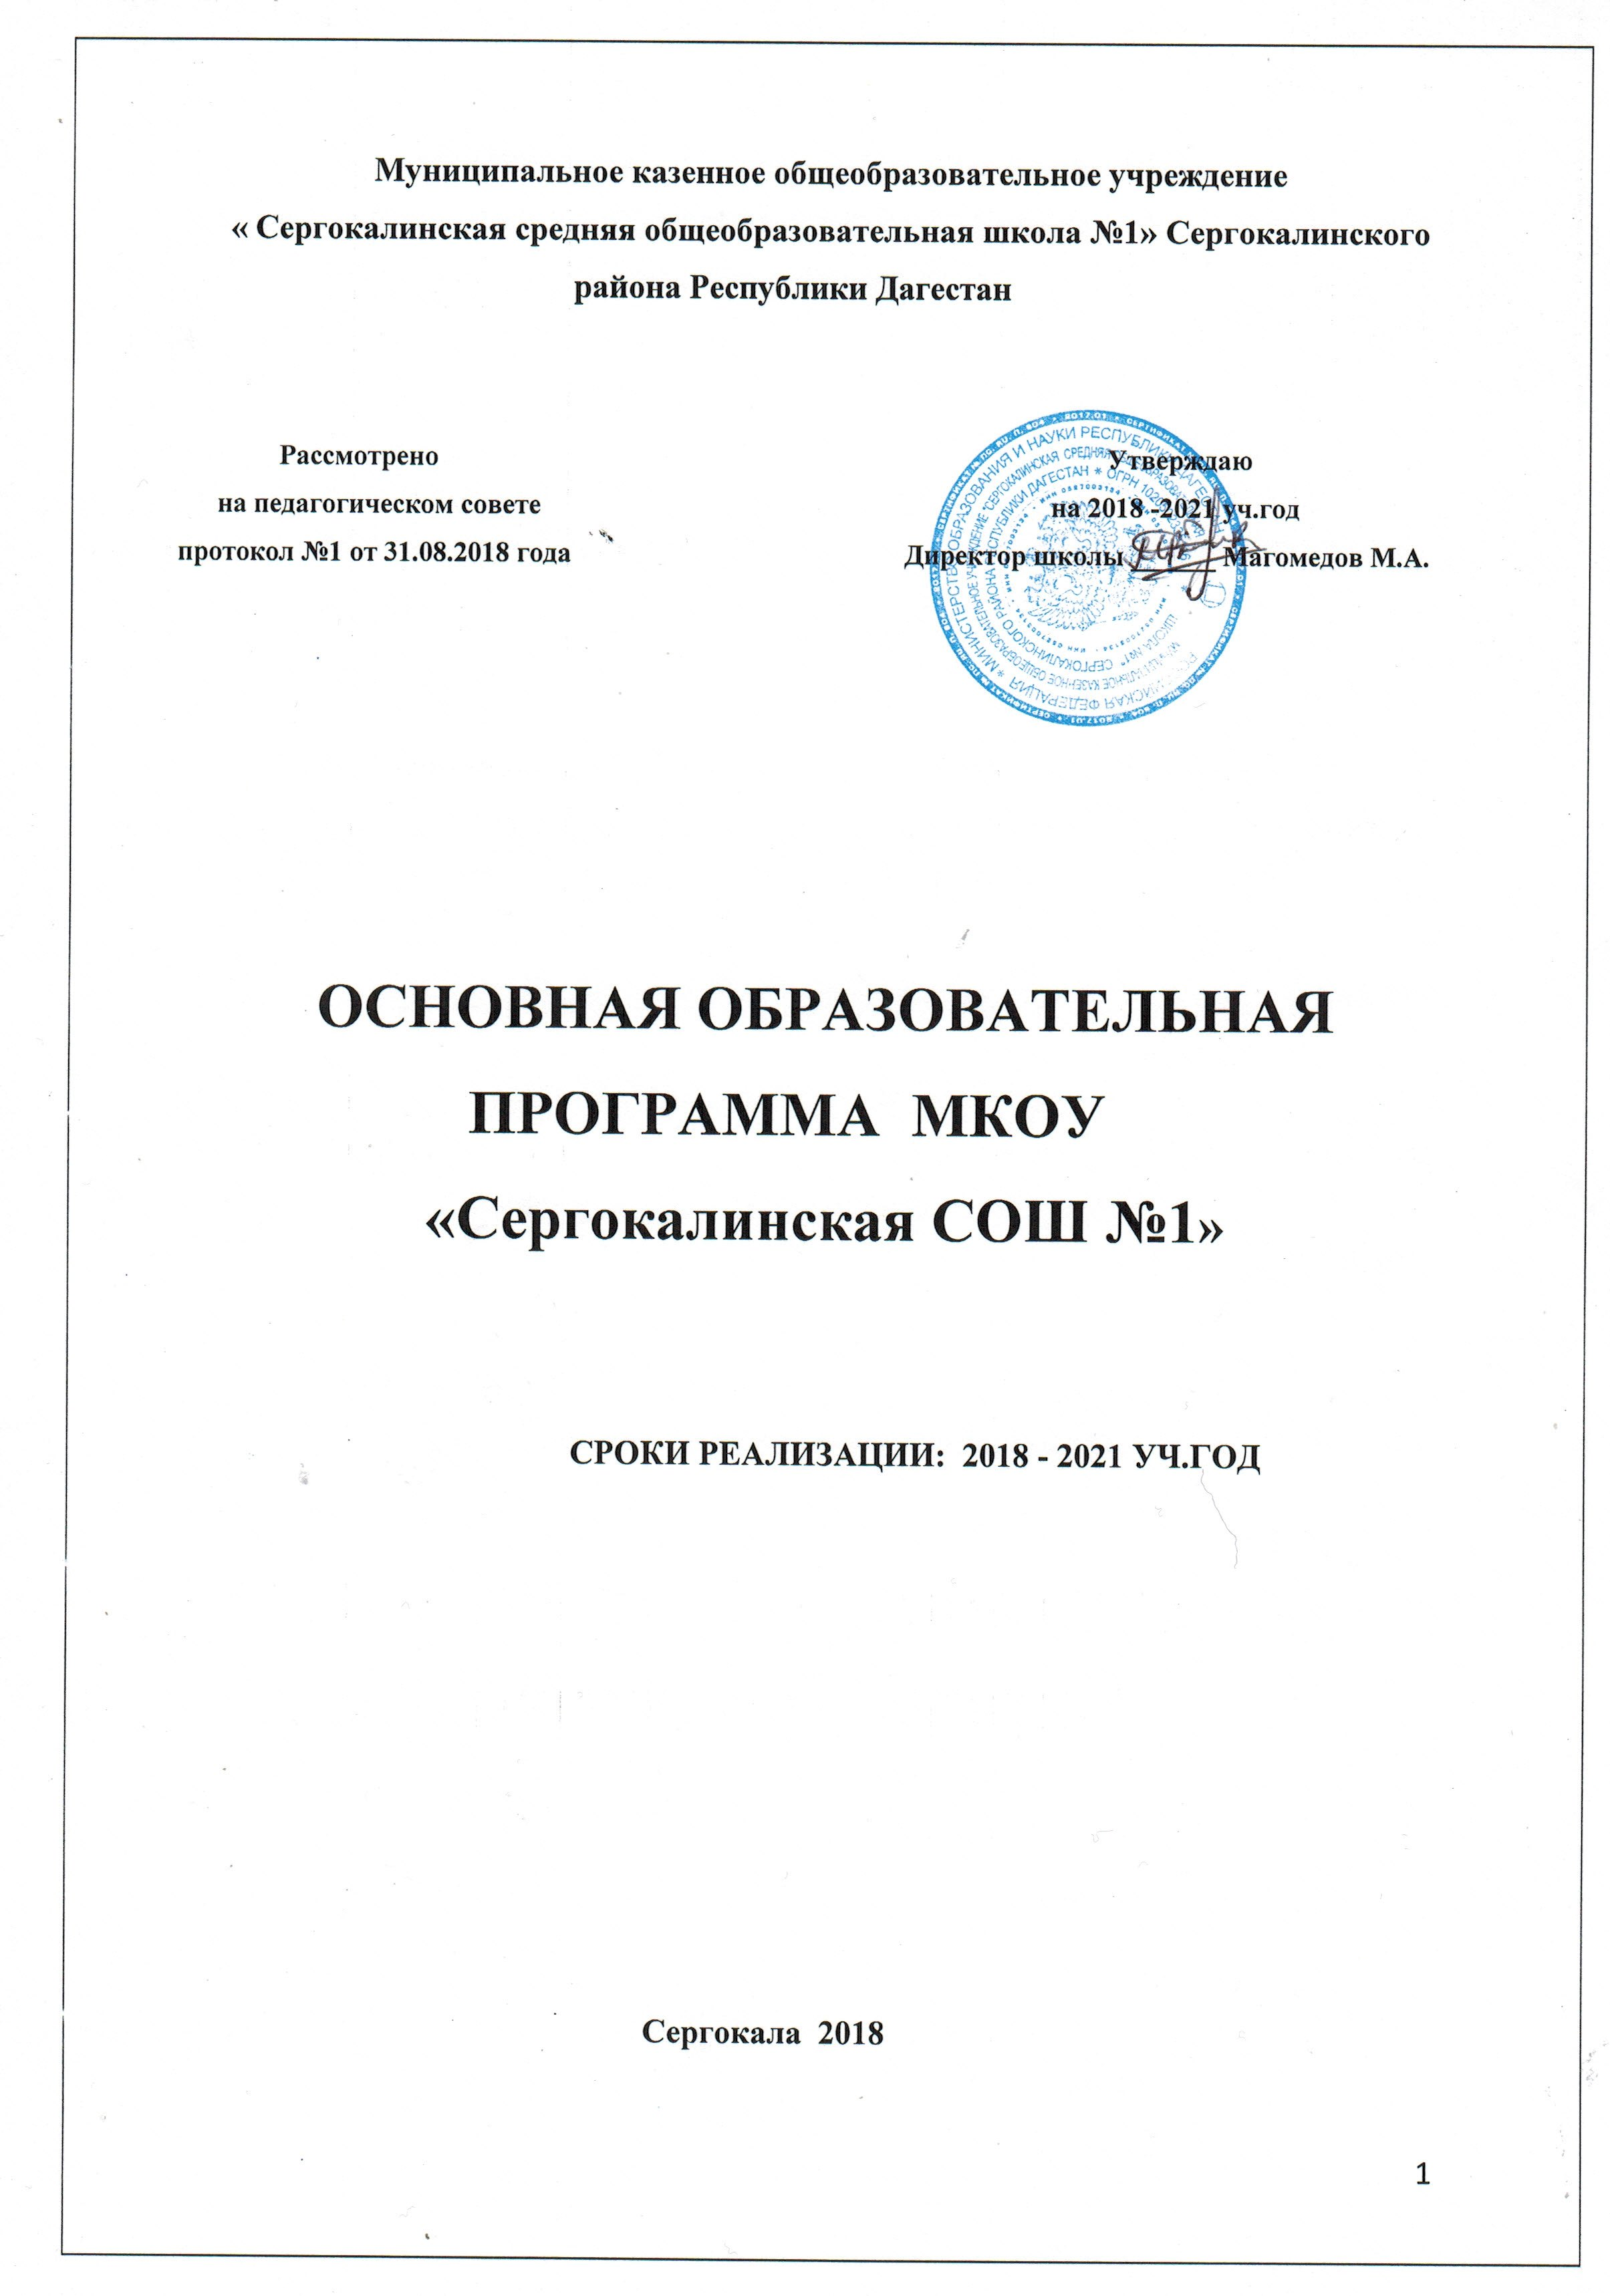 Муниципальное казенное общеобразовательное учреждение
« Сергокалинская средняя общеобразовательная школа №1» Сергокалинского
района Республики Дагестан
Рассмотрено
на педагогическом совете
протокол №1 от 31.08.2018 года
Утверждаю
на 2018 -2021 уч.год
Директор школы ______ Магомедов М.А.
ОСНОВНАЯ ОБРАЗОВАТЕЛЬНАЯ
ПРОГРАММА МКОУ
«Сергокалинская СОШ №1»
СРОКИ РЕАЛИЗАЦИИ: 2018 - 2021 УЧ.ГОД
Сергокала 2018
1